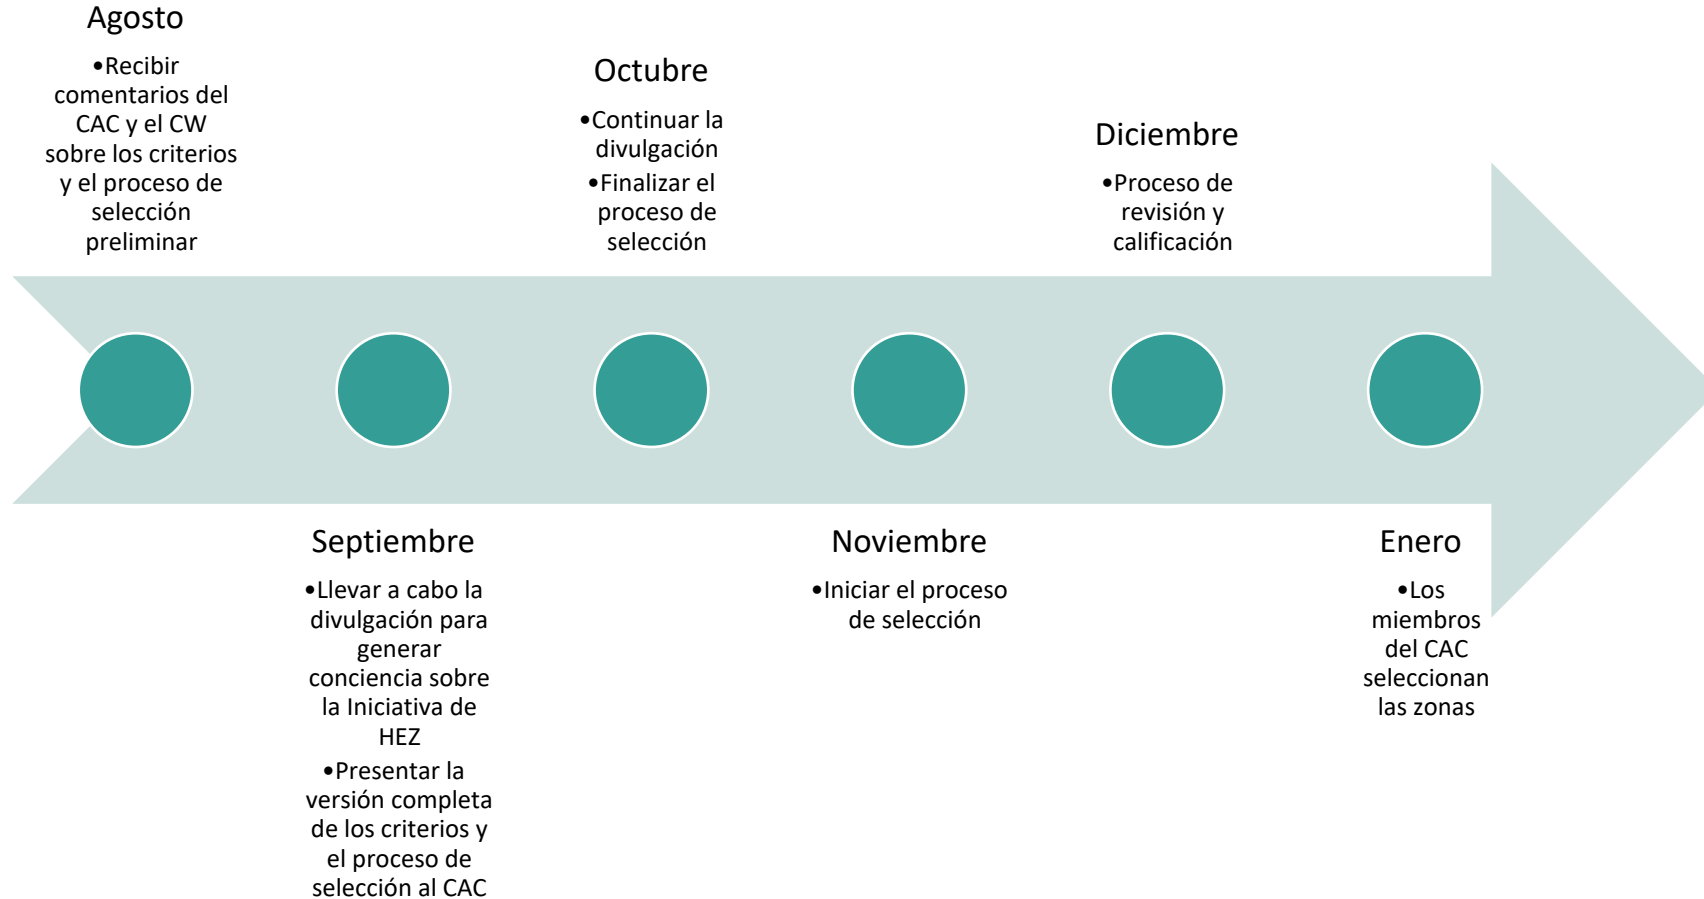 Agosto
•Recibir
comentarios del
CAC y el CW
sobre los criterios
y el proceso de
selección
preliminar
Septiembre
•Llevar a cabo la
divulgación para
generar
conciencia sobre
la Iniciativa de
HEZ
•Presentar la
versión completa
de los criterios y
el proceso de
selección al CAC
Octubre
•Continuar la
divulgación
•Finalizar el
proceso de
selección
Noviembre
•Iniciar el proceso
de selección
Diciembre
•Proceso de
revisión y
calificación
Enero
•Los
miembros
del CAC
seleccionan
las zonas